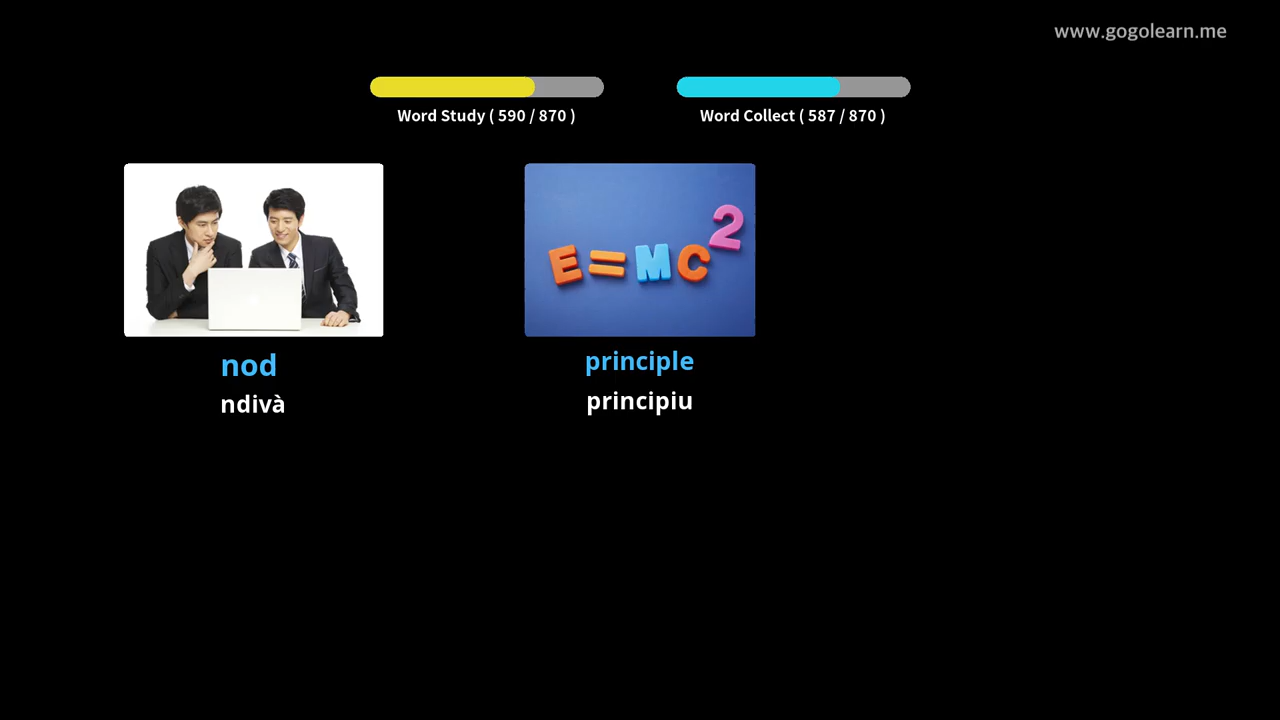 www.gogolearn.me
Word Study ( 590 / 870 )
Word Collect ( 587 / 870 )
E=MC2
nod
principle
ndivà
principiu